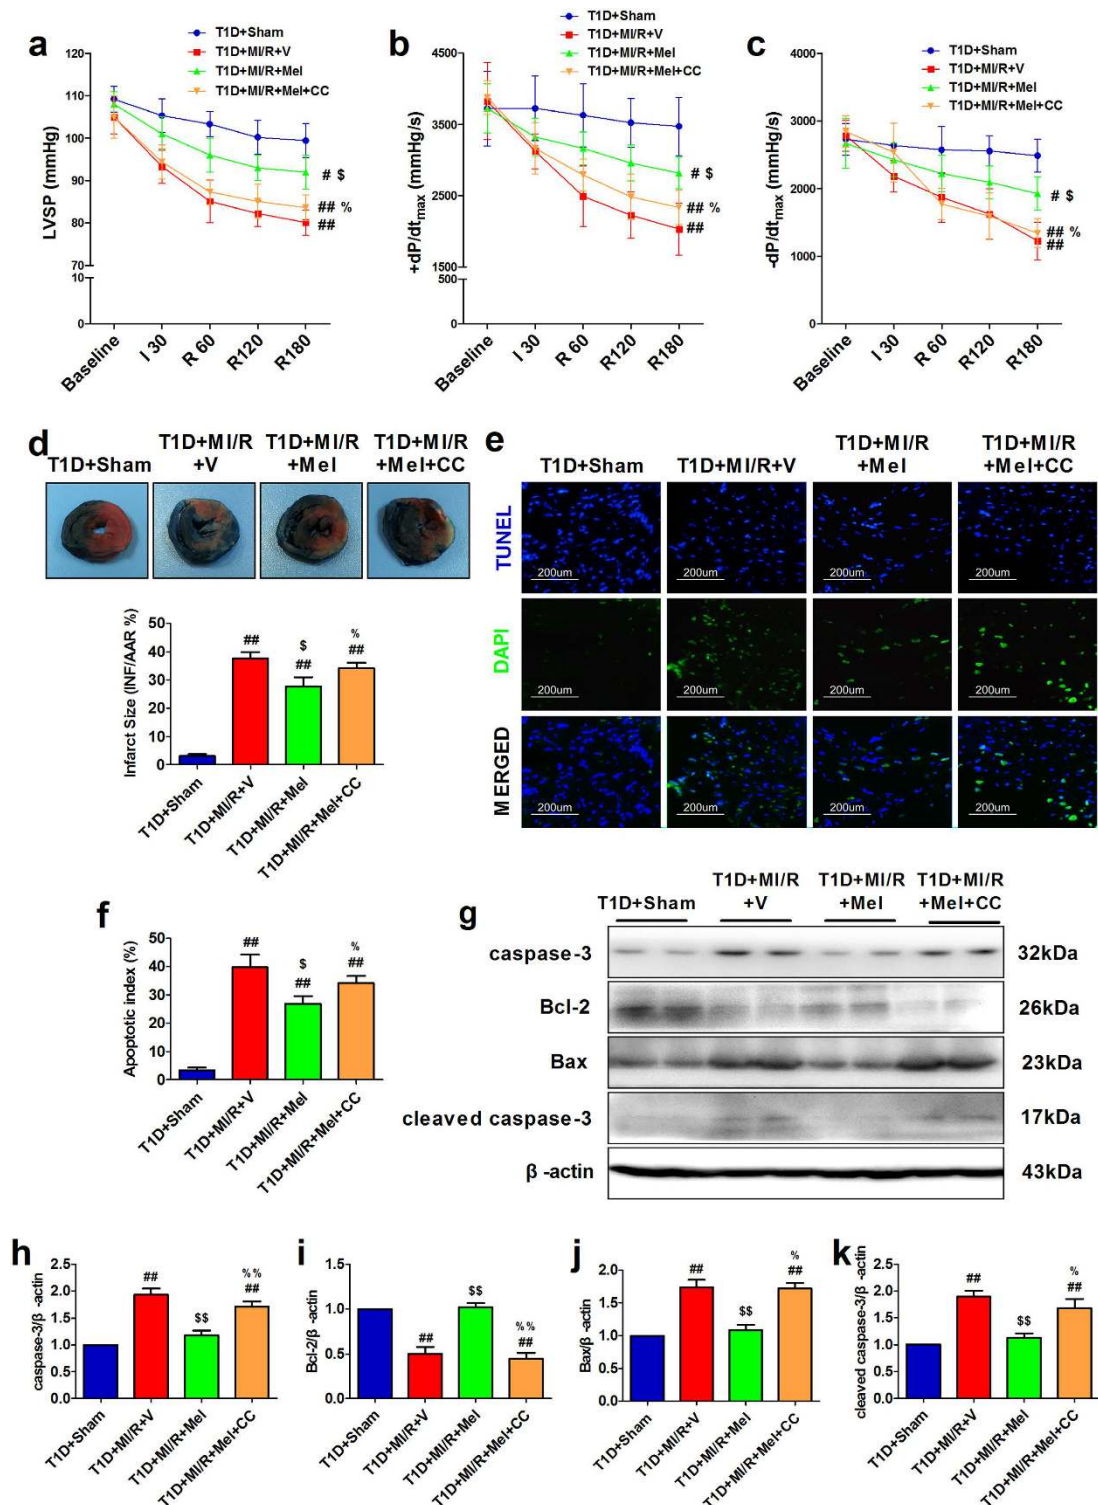 a
T1D+Sham
T1D+MI/R+V
T1D+MI/R+Mel
T1D+MI/R+Mel+CC
LVSP (mmHg)
120
110
100
90
80
70
10
0
# $
## %
##
Baseline
I 30
R 60
R120
R180
b
T1D+Sham
T1D+MI/R+V
T1D+MI/R+Mel
T1D+MI/R+Mel+CC
+dP/dtmax (mmHg/s)
4500
3500
2500
1500
500
0
# $
## %
##
Baseline
I 30
R 60
R120
R180
c
T1D+Sham
T1D+MI/R+V
T1D+MI/R+Mel
T1D+MI/R+Mel+CC
-dP/dtmax (mmHg/s)
4000
3000
2000
1000
0
# $
## %
##
Baseline
I 30
R 60
R120
R180
d
T1D+Sham
T1D+MI/R
+V
T1D+MI/R
+Mel
T1D+MI/R
+Mel+CC
Infarct Size (INF/AAR %)
50
40
30
20
10
0
##
$
##
%
##
T1D+Sham
T1D+MI/R+V
T1D+MI/R+Mel
T1D+MI/R+Mel+CC
e
T1D+Sham
T1D+MI/R+V
T1D+MI/R
+Mel
T1D+MI/R
+Mel+CC
TUNEL
200um
200um
200um
200um
DAPI
200um
200um
200um
200um
MERGED
200um
200um
200um
200um
f
Apoptotic index (%)
50
40
30
20
10
0
##
$
##
%
##
T1D+Sham
T1D+MI/R+V
T1D+MI/R+Mel
T1D+MI/R+Mel+CC
g
T1D+Sham
T1D+MI/R
+V
T1D+MI/R
+Mel
T1D+MI/R
+Mel+CC
caspase-3
32kDa
Bcl-2
26kDa
Bax
23kDa
cleaved caspase-3
17kDa
β -actin
43kDa
h
caspase-3/β -actin
2.5
2.0
1.5
1.0
0.5
0.0
##
$$
%%
##
T1D+Sham
T1D+MI/R+V
T1D+MI/R+Mel
T1D+MI/R+Mel+CC
i
Bcl-2/β -actin
1.5
1.0
0.5
0.0
##
$$
%%
##
T1D+Sham
T1D+MI/R+V
T1D+MI/R+Mel
T1D+MI/R+Mel+CC
j
Bax/β -actin
2.0
1.5
1.0
0.5
0.0
##
$$
%
##
T1D+Sham
T1D+MI/R+V
T1D+MI/R+Mel
T1D+MI/R+Mel+CC
k
cleaved caspase-3/β -actin
2.5
2.0
1.5
1.0
0.5
0.0
##
$$
%
##
T1D+Sham
T1D+MI/R+V
T1D+MI/R+Mel
T1D+MI/R+Mel+CC